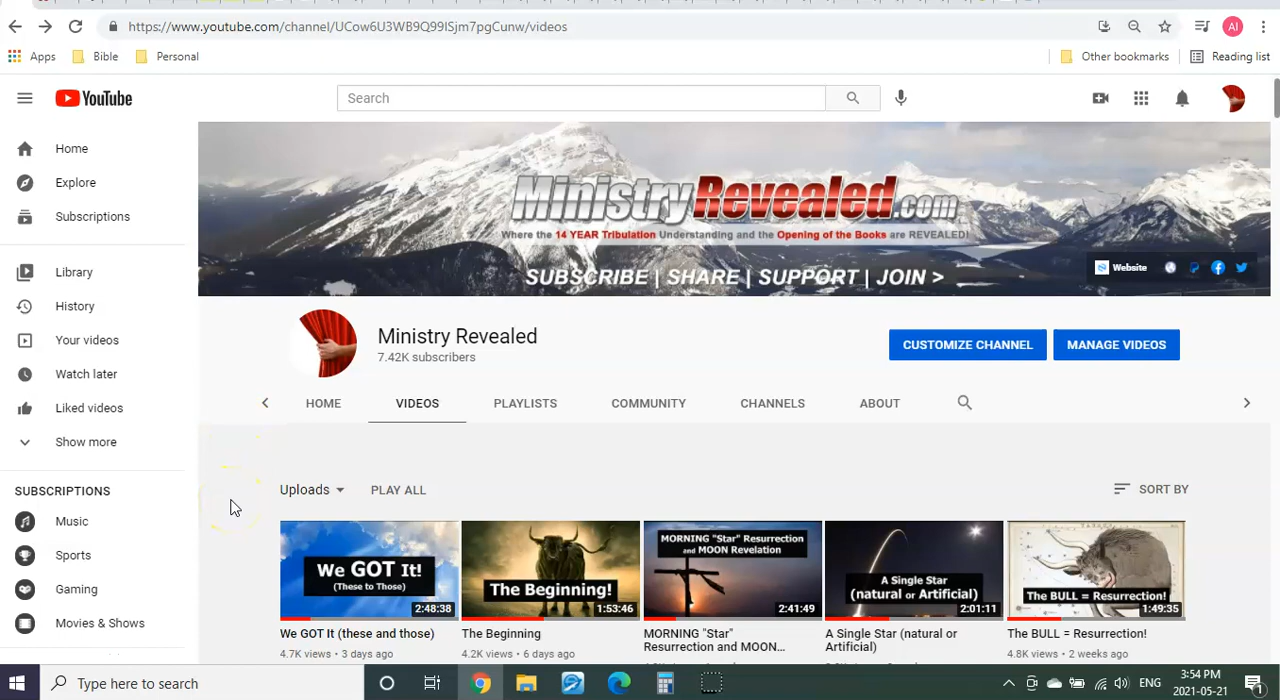 https://www.youtube.com/channel/UCow6U3WB9Q99ISjm7pgCunw/videos
AI
Apps
Bible
Personal
Other bookmarks
Reading list
YouTube
Search
Home
Explore
Subscriptions
Library
History
Your videos
Watch later
Liked videos
Show more
SUBSCRIPTIONS
Music
Sports
Gaming
Movies & Shows
MinistryRevealed.com
Where the 14 YEAR Tribulation Understanding and the Opening of the Books are REVEALED!
SUBSCRIBE | SHARE | SUPPORT | JOIN >
Website
Ministry Revealed
7.42K subscribers
CUSTOMIZE CHANNEL
MANAGE VIDEOS
HOME
VIDEOS
PLAYLISTS
COMMUNITY
CHANNELS
ABOUT
Uploads
PLAY ALL
SORT BY
We GOT It!
(These to Those)
2:48:38
We GOT It (these and those)
4.7K views • 3 days ago
The Beginning!
1:53:46
The Beginning
4.2K views • 6 days ago
MORNING "Star" Resurrection
and MOON Revelation
2:41:49
MORNING "Star"
Resurrection and MOON...
A Single Star
(natural or Artificial)
2:01:11
A Single Star (natural or
Artificial)
The BULL = Resurrection!
1:49:35
The BULL = Resurrection!
4.8K views • 2 weeks ago
Type here to search
ENG
3:54 PM
2021-05-21
1